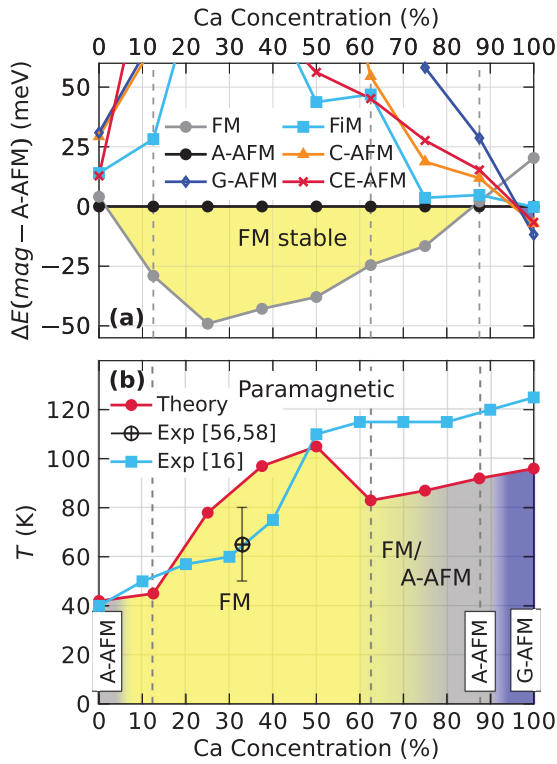 Ca Concentration (%)
0 10 20 30 40 50 60 70 80 90 100
ΔE(mag − A-AFM) (meV)
50
25
0
−25
−50
FM FiM
A-AFM C-AFM
G-AFM CE-AFM
FM stable
(a)
(b)
Paramagnetic
Theory
Exp [56,58]
Exp [16]
T (K)
120
100
80
60
40
20
0
FM/
A-AFM
FM
A-AFM
A-AFM
G-AFM
0 10 20 30 40 50 60 70 80 90 100
Ca Concentration (%)